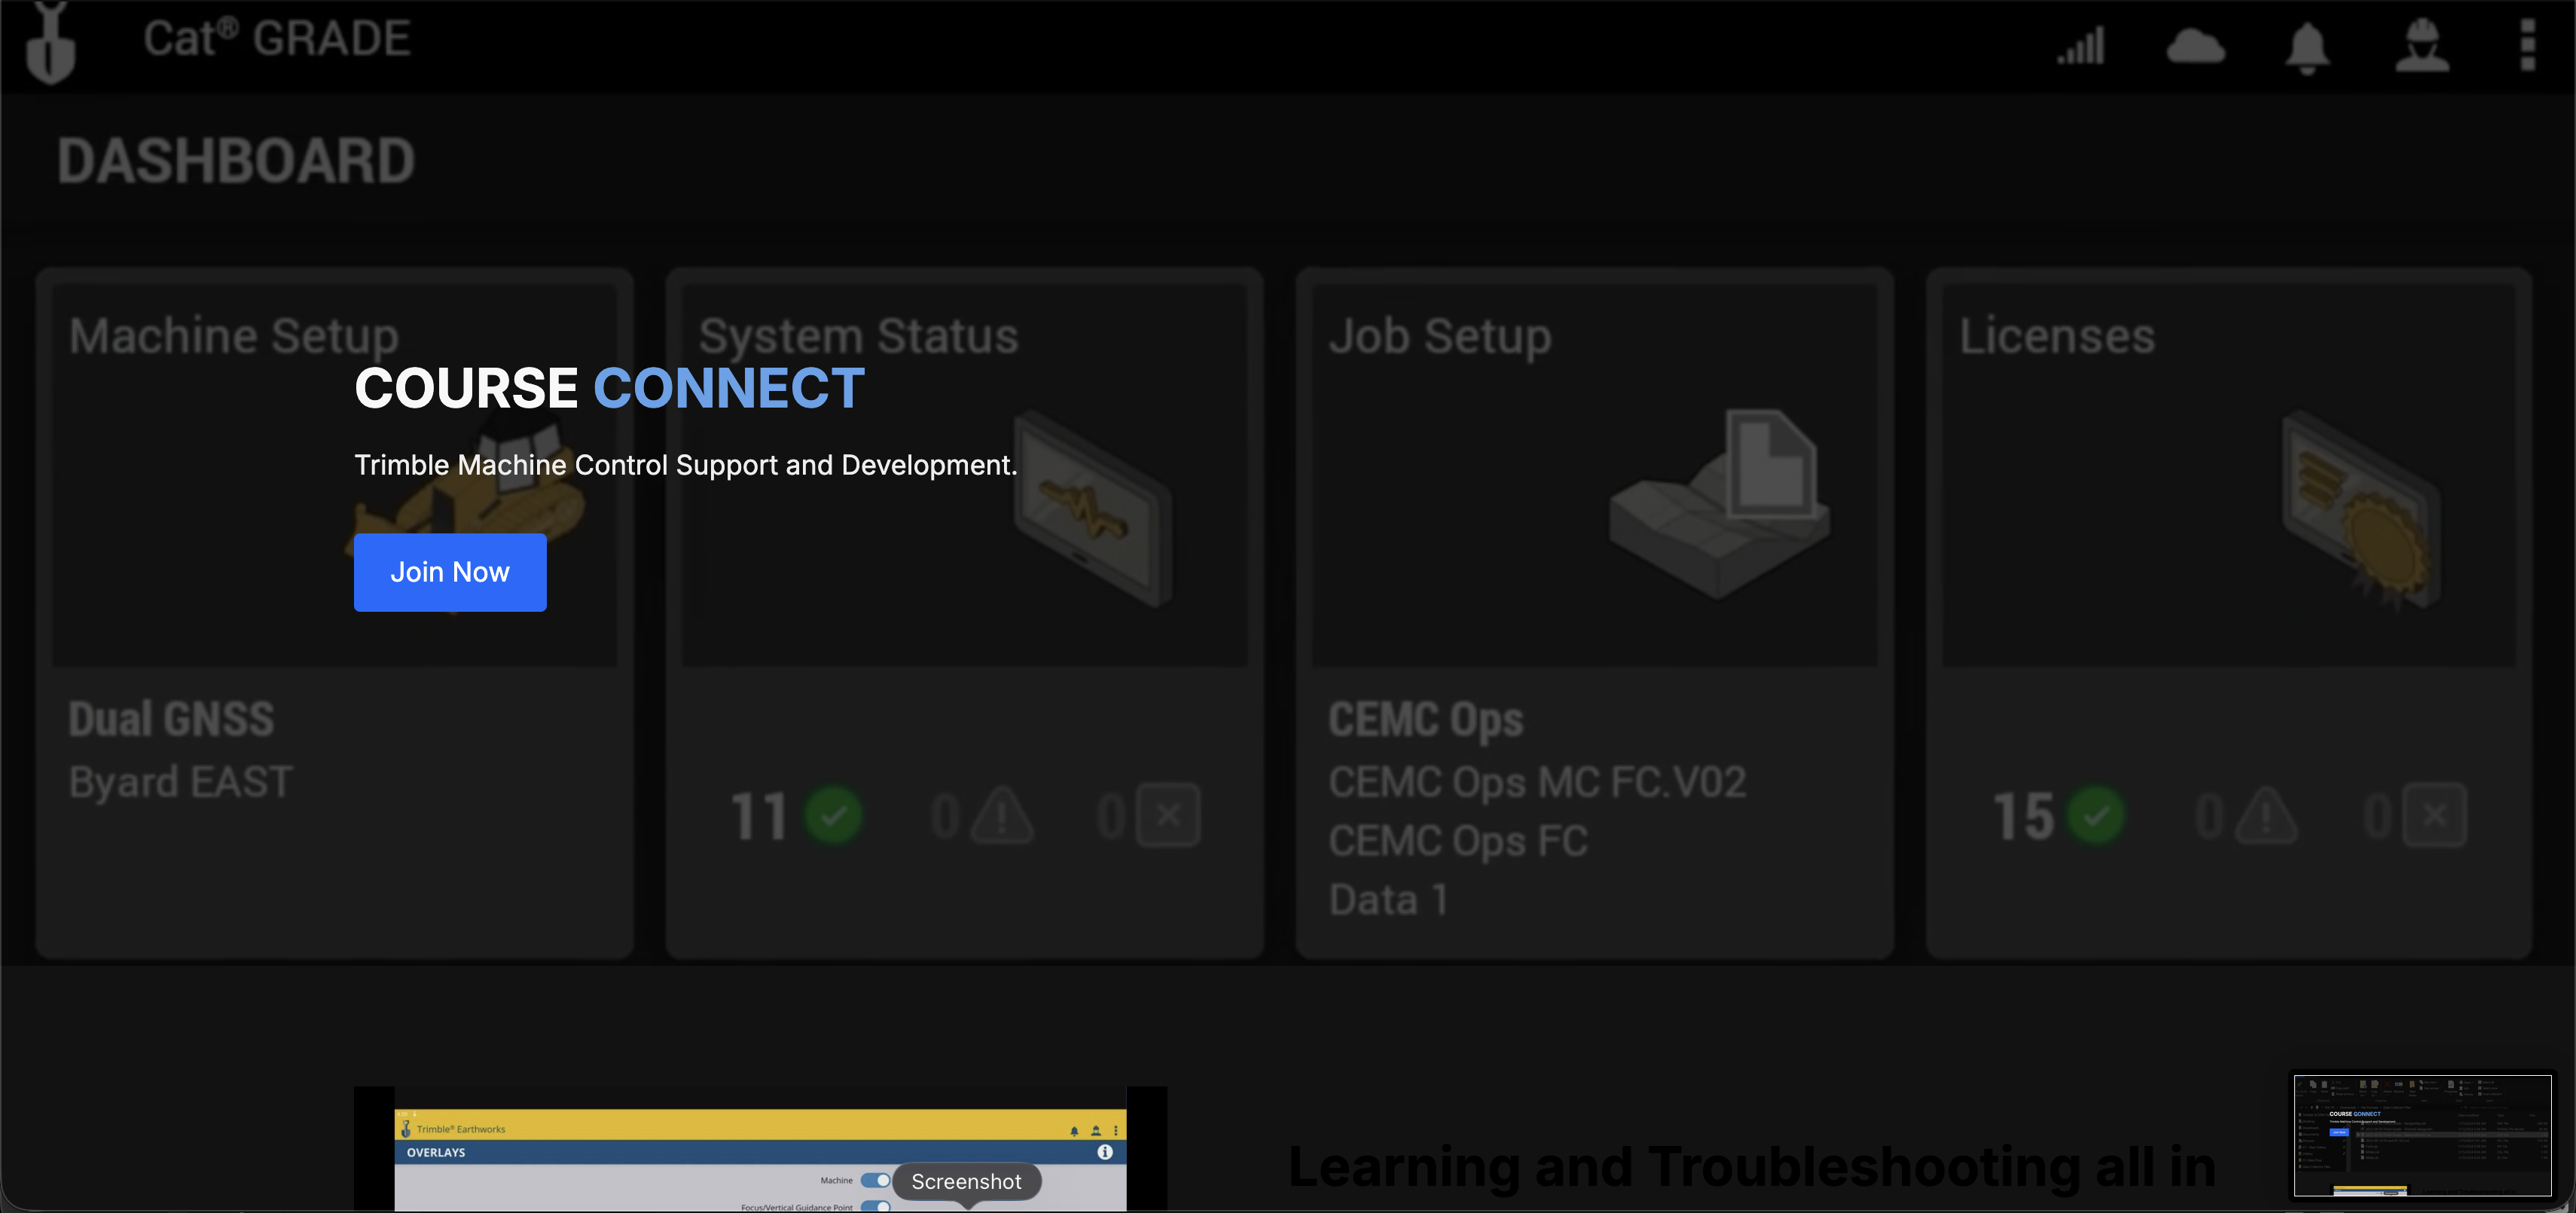 Cat® GRADE
DASHBOARD
Machine Setup
System Status
Job Setup
Licenses
COURSE CONNECT
Trimble Machine Control Support and Development.
Join Now
Dual GNSS
Byard EAST
11 0 0
CEMC Ops
CEMC Ops MC FC.V02
CEMC Ops FC
Data 1
15 0 0
Trimble® Earthworks
OVERLAYS
Machine
Focus/Vertical Guidance Point
Screenshot
Learning and Troubleshooting all in
COURSE CONNECT